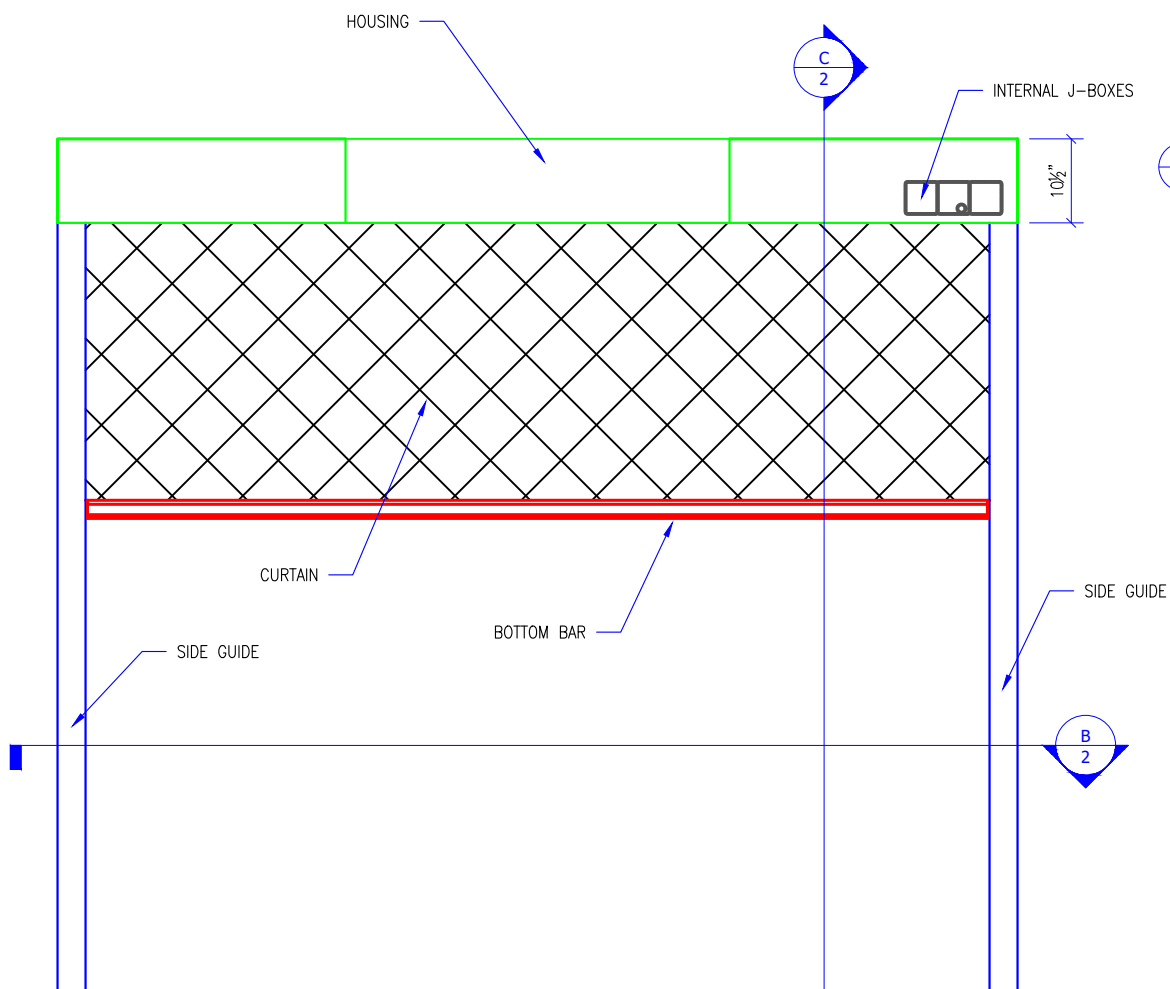 HOUSING
C
2
INTERNAL J-BOXES
10½"
CURTAIN
SIDE GUIDE
BOTTOM BAR
SIDE GUIDE
B
2